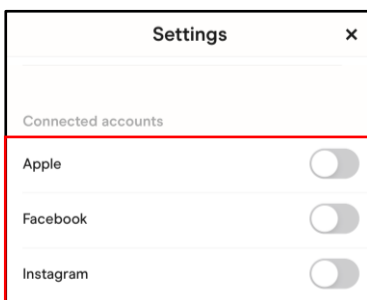 Settings
Connected accounts
Apple
Facebook
Instagram